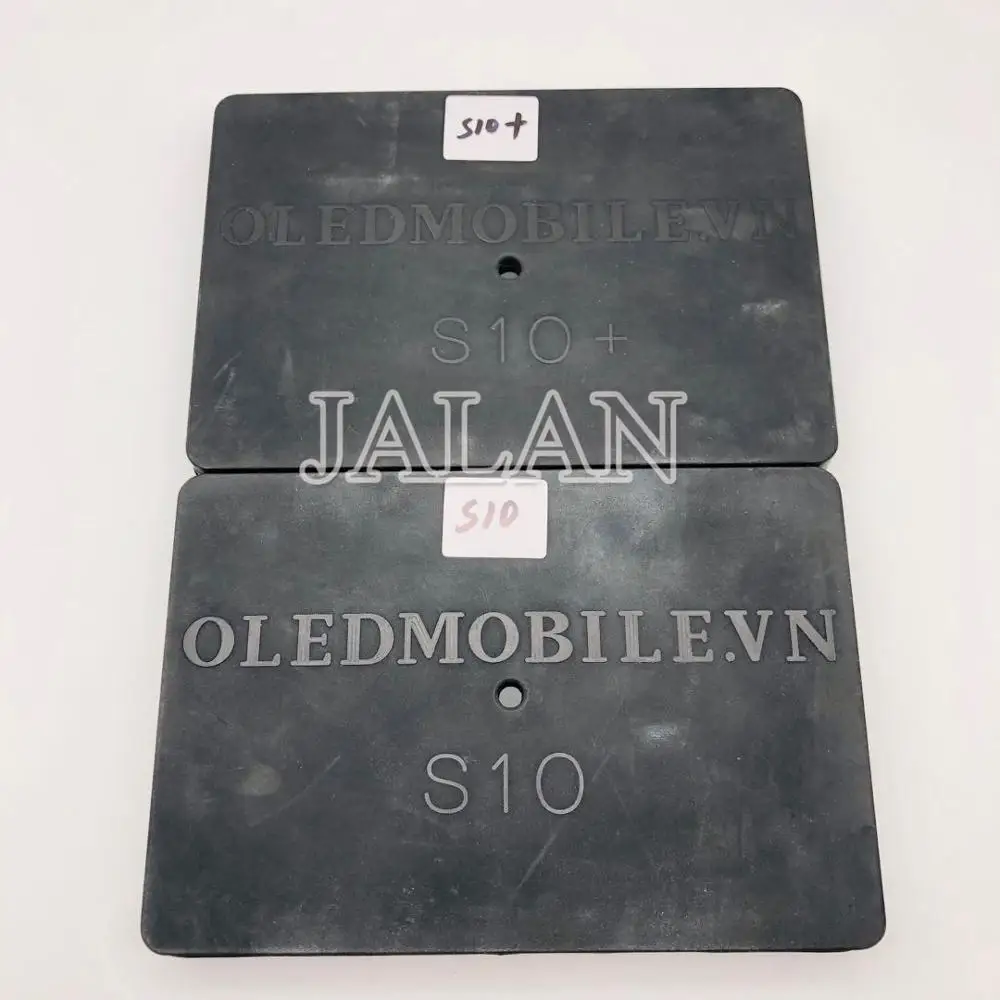 S10+
OLEDMOBILE.VN
S10+
JALAN
S10
OLEDMOBILE.VN
S10